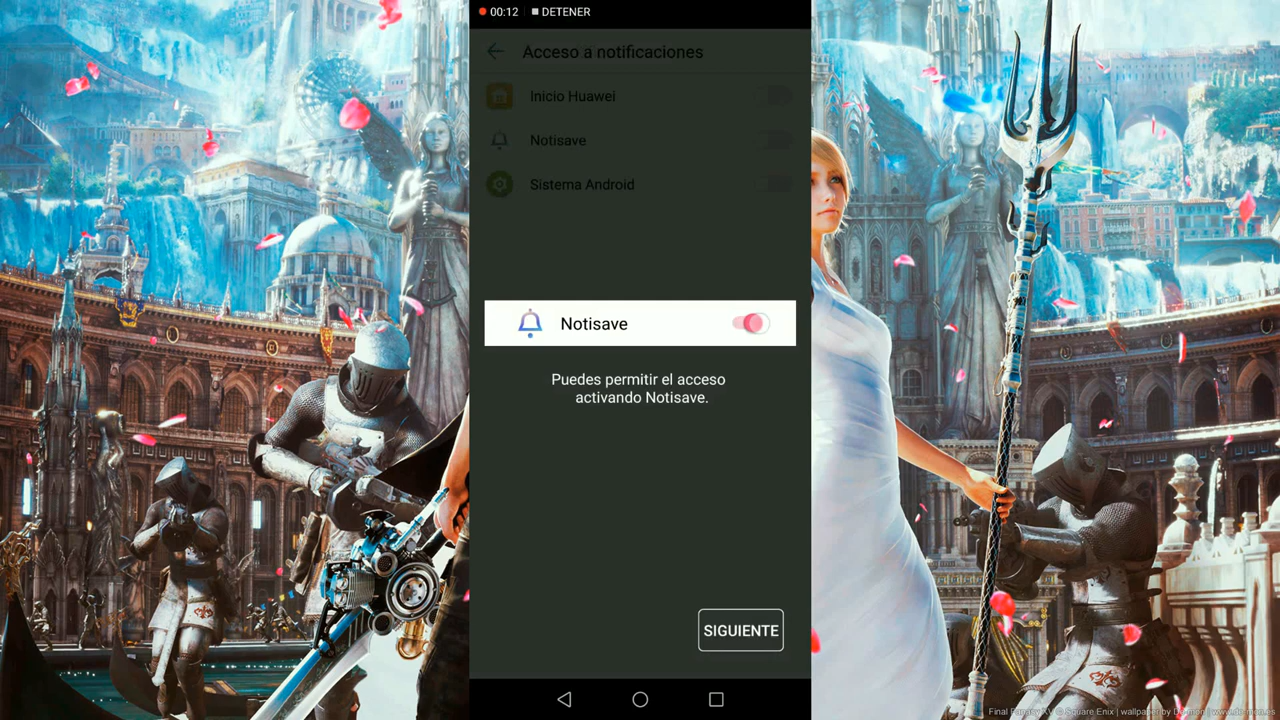 00:12 DETENER
Acceso a notificaciones
Inicio Huawei
Notisave
Sistema Android
Notisave
Puedes permitir el acceso
activando Notisave.
SIGUIENTE
Final Fantasy XV © Square Enix | wallpaper by